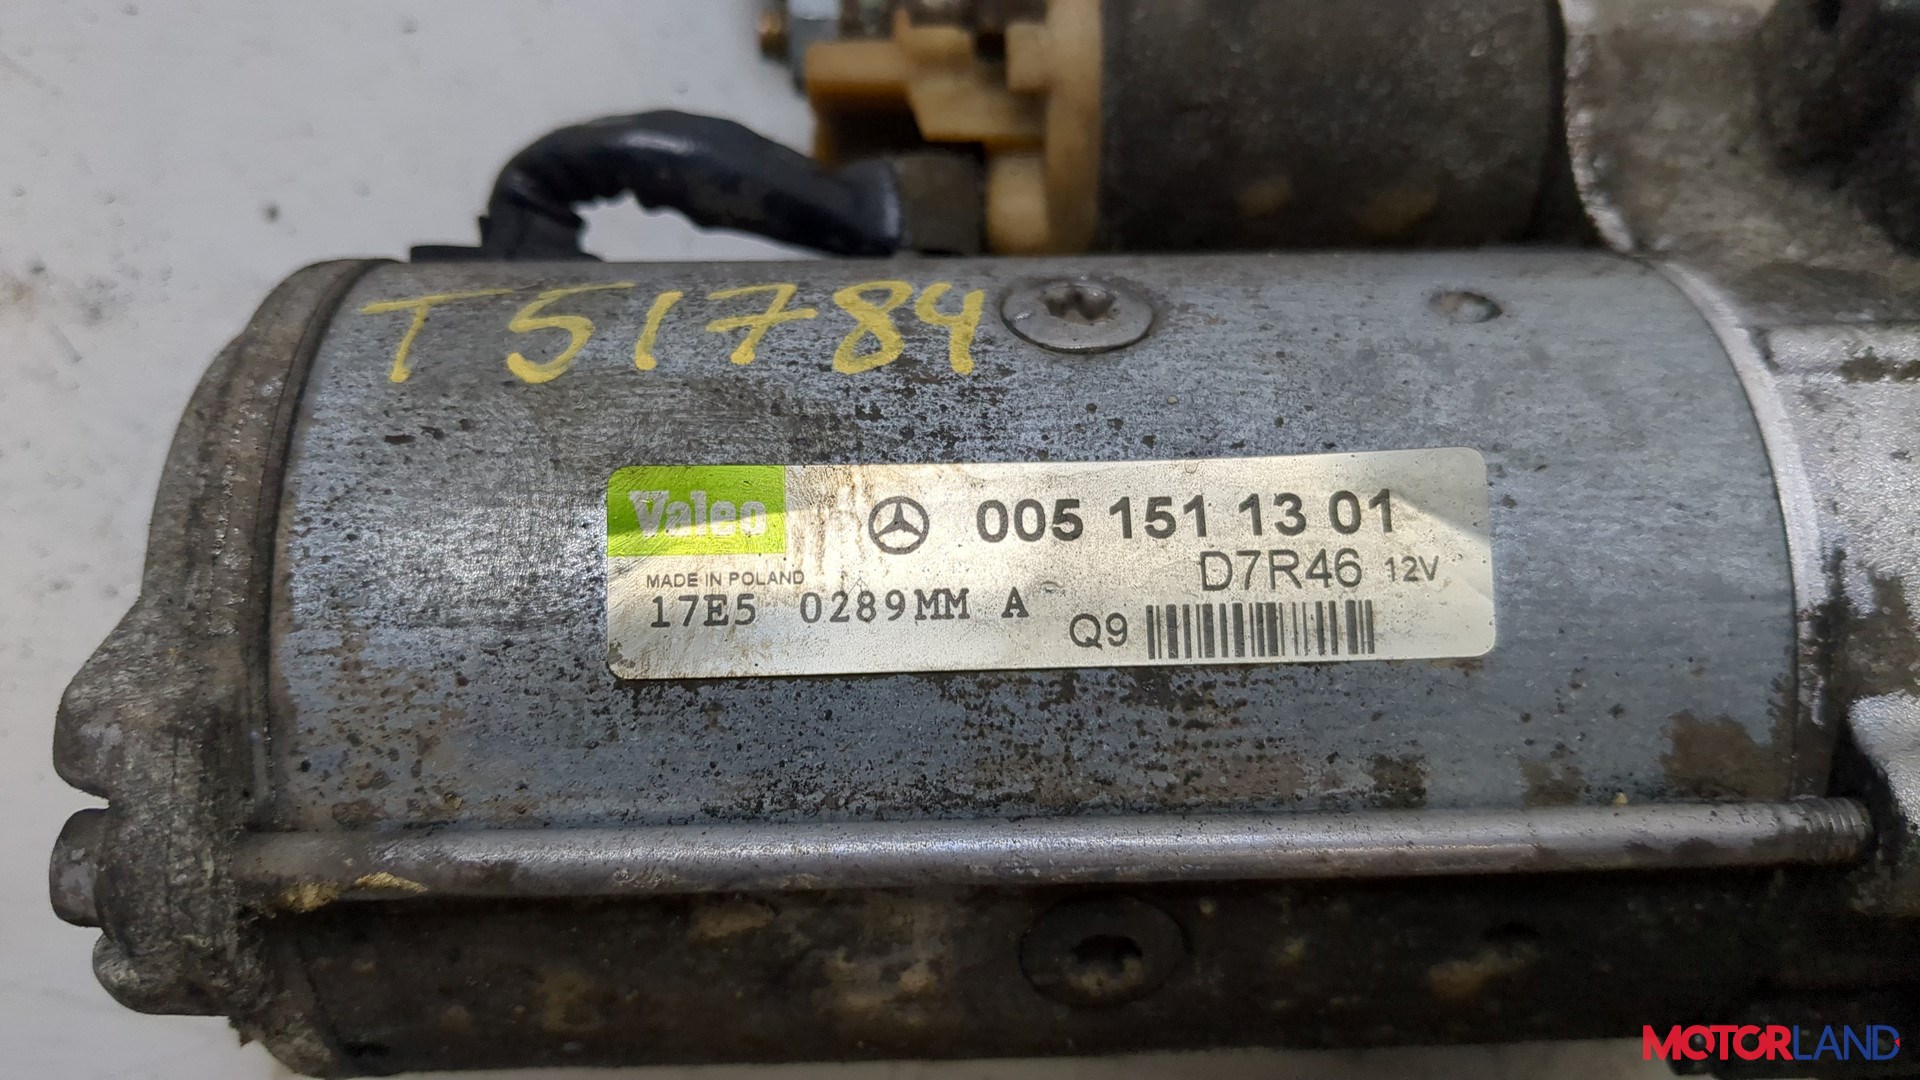 T51784
Valeo
005 151 13 01
D7R46 12V
MADE IN POLAND
17E5 0289MM A
Q9
MOTORLAND